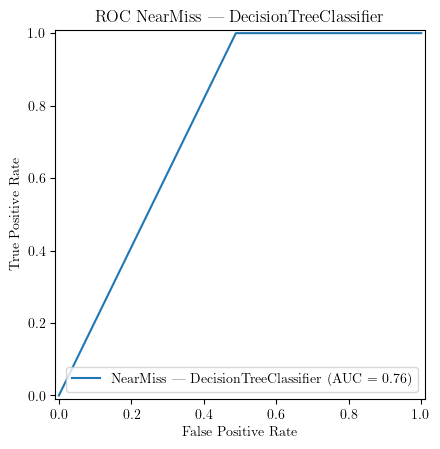 ROC NearMiss — DecisionTreeClassifier
True Positive Rate
1.0
0.8
0.6
0.4
0.2
0.0
NearMiss — DecisionTreeClassifier (AUC = 0.76)
0.0 0.2 0.4 0.6 0.8 1.0
False Positive Rate